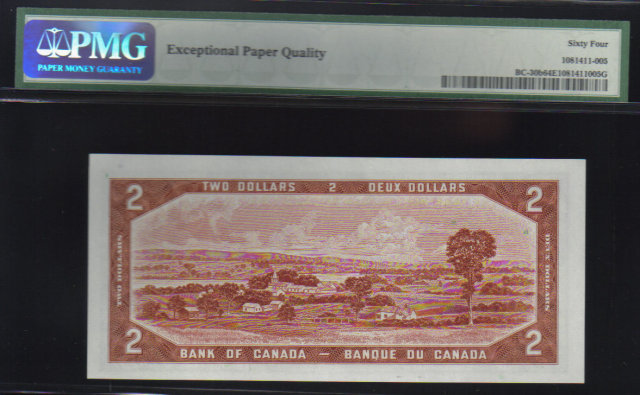 PMG
PAPER MONEY GUARANTY
Exceptional Paper Quality
Sixty Four
1081411-005
BC-30b64E1081411005G
2 TWO DOLLARS 2 DEUX DOLLARS 2
TWO DOLLARS
DEUX DOLLARS
2 BANK OF CANADA — BANQUE DU CANADA 2